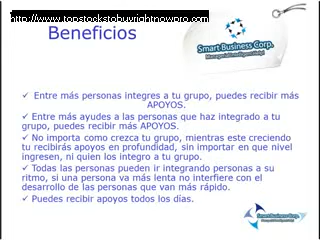 http://www.topstockstobuyrightnowpro.com
Beneficios
Smart Business Corp.
✓ Entre más personas integres a tu grupo, puedes recibir más
APOYOS.
✓ Entre más ayudes a las personas que haz integrado a tu
grupo, puedes recibir más APOYOS.
✓ No importa como crezca tu grupo, mientras este creciendo
tu recibirás apoyos en profundidad, sin importar en que nivel
ingresen, ni quien los integro a tu grupo.
✓ Todas las personas pueden ir integrando personas a su
ritmo, si una persona va más lenta no interfiere con el
desarrollo de las personas que van más rápido.
✓ Puedes recibir apoyos todos los días.
Smart Business Corp.